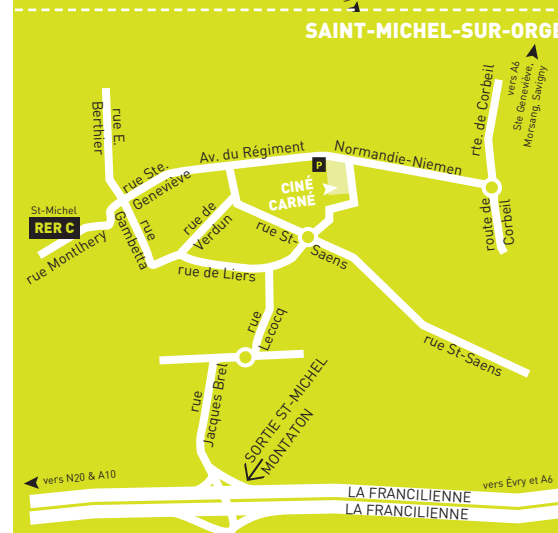 SAINT-MICHEL-SUR-ORGE
vers A6
Ste Geneviève,
Morsang, Savigny
rte. de Corbeil
rue E.
Berthier
Av. du Régiment
Normandie-Niemen
P
rue Ste.
Geneviève
CINÉ
CARNÉ
St-Michel
RER C
rue Montlhery
rue
Gambetta
rue de
Verdun
rue St-
Saens
route de
Corbeil
rue de Liers
rue
Lecocq
rue St-Saens
rue
Jacques Brel
SORTIE ST-MICHEL
MONTATON
vers N20 & A10
vers Évry et A6
LA FRANCILIENNE
LA FRANCILIENNE